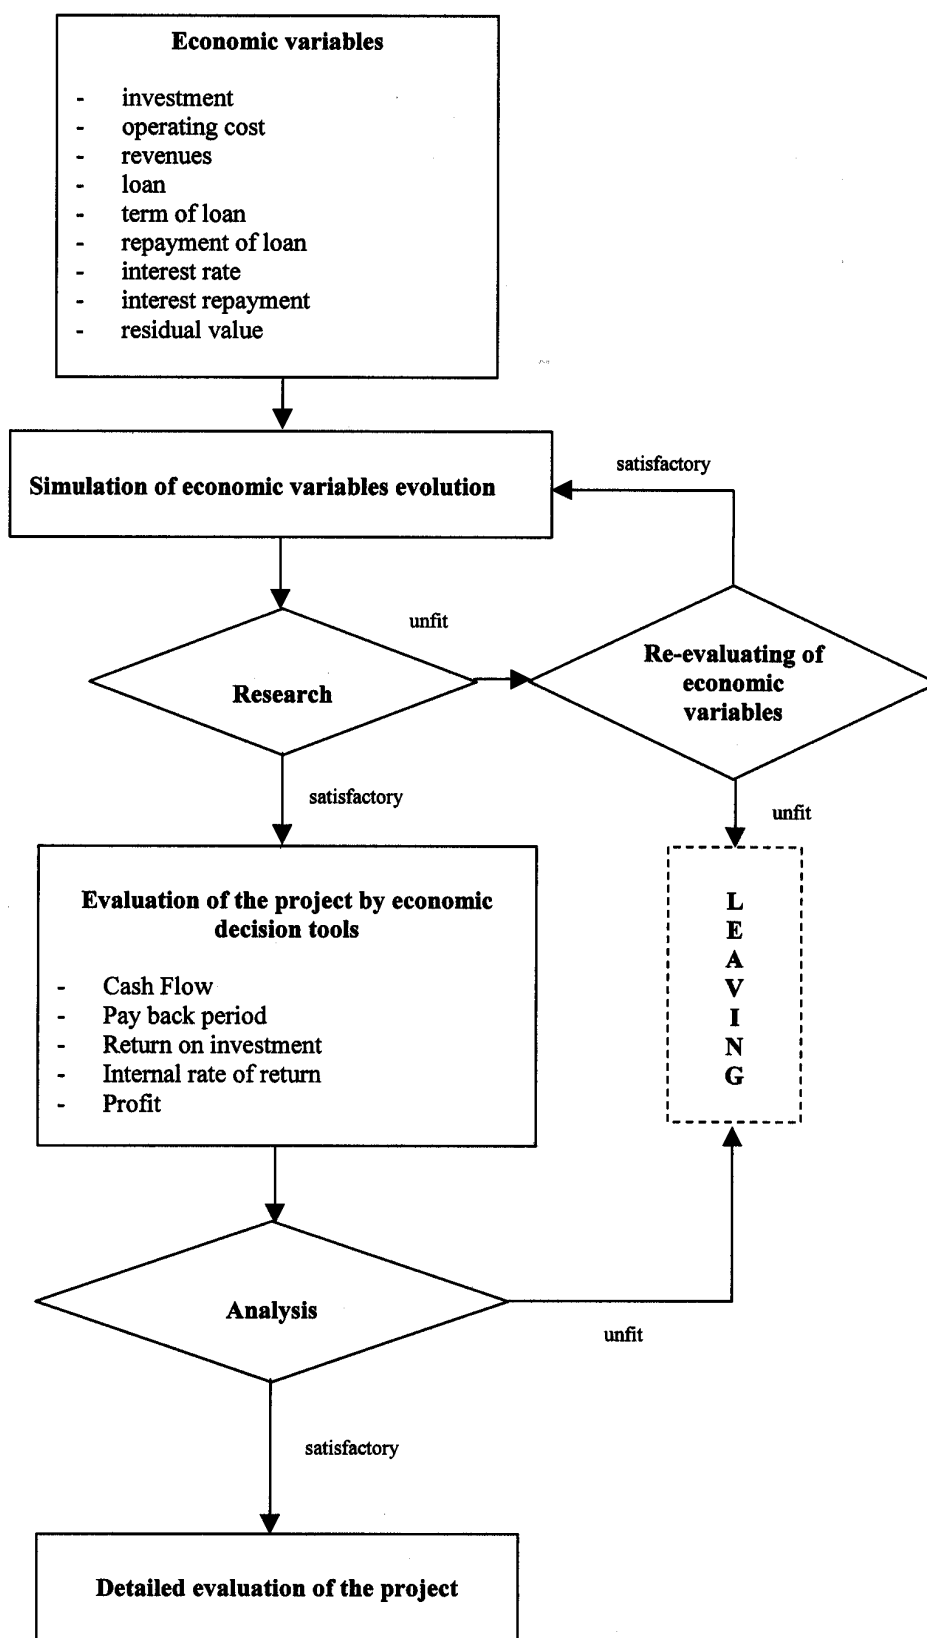 Economic variables
- investment
- operating cost
- revenues
- loan
- term of loan
- repayment of loan
- interest rate
- interest repayment
- residual value
Simulation of economic variables evolution
satisfactory
unfit
Research
Re-evaluating of
economic
variables
satisfactory
unfit
Evaluation of the project by economic
decision tools
- Cash Flow
- Pay back period
- Return on investment
- Internal rate of return
- Profit
L
E
A
V
I
N
G
Analysis
unfit
satisfactory
Detailed evaluation of the project